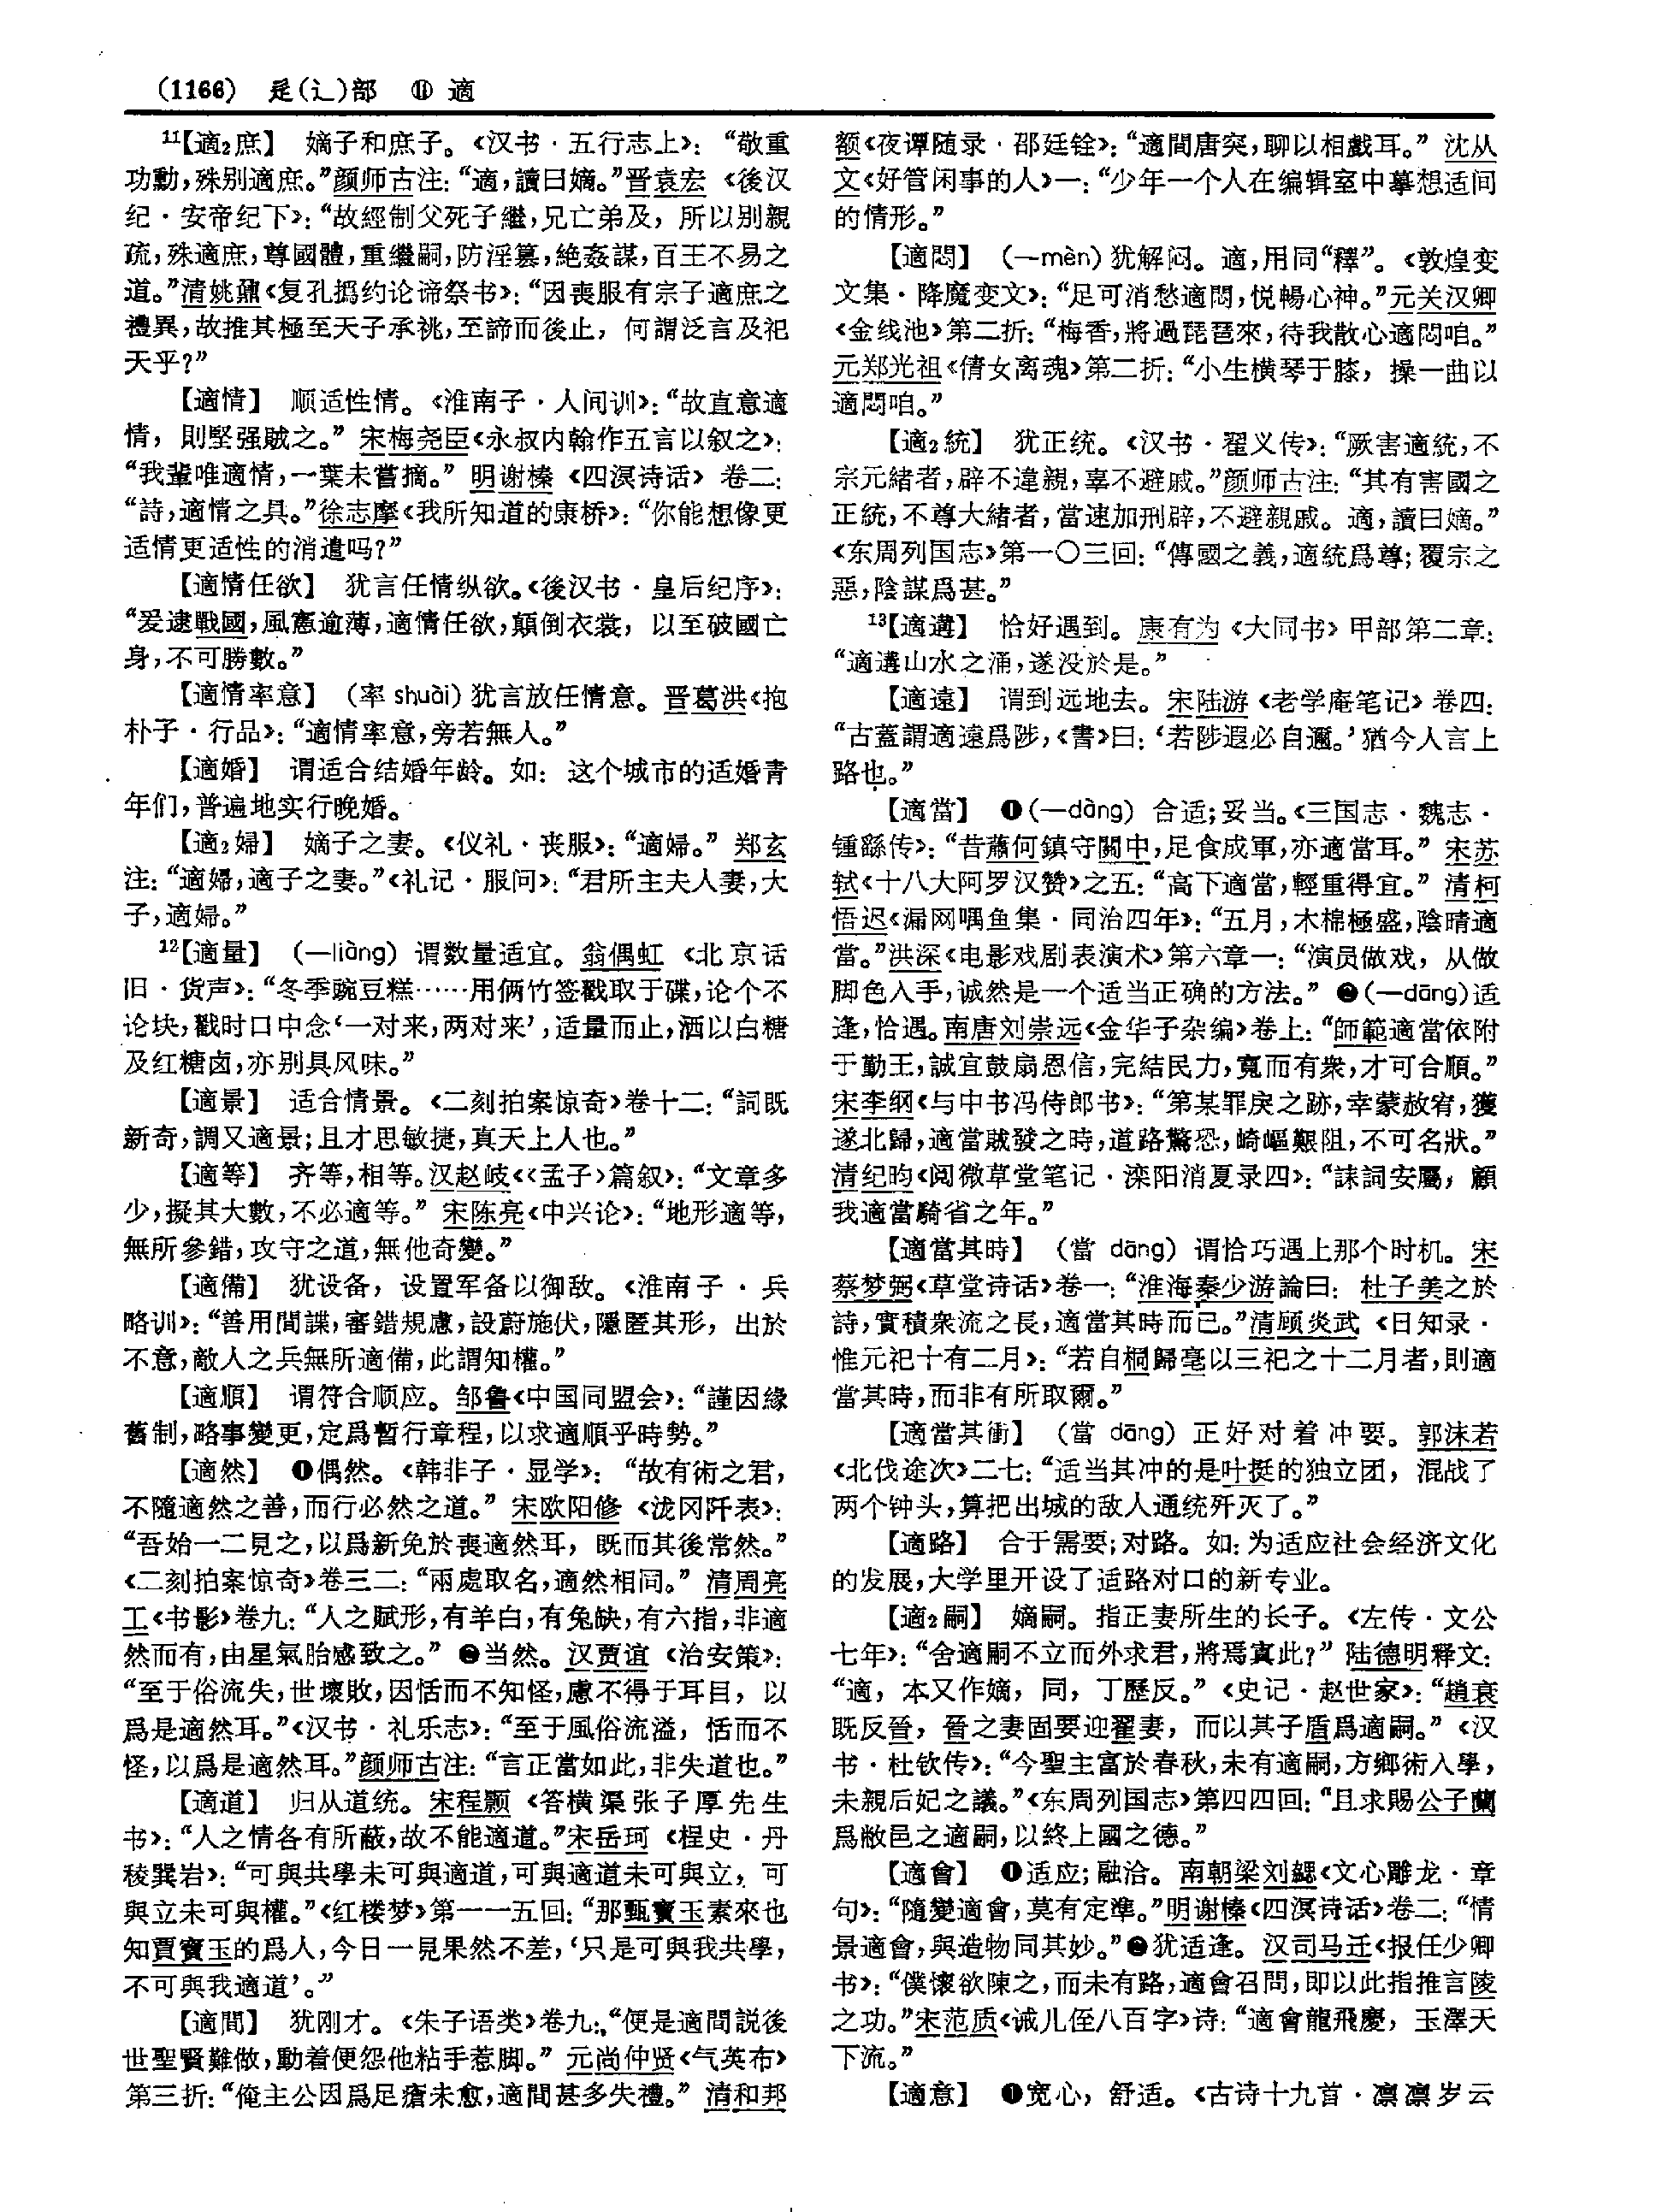 (1166) 辵(辶)部 ⑪ 適
11【適₂庶】 嫡子和庶子。《汉书·五行志上》：“敬重
功勳，殊别適庶。”颜师古注：“適，讀曰嫡。”晋袁宏《後汉
纪·安帝纪下》：“故經制父死子繼，兄亡弟及，所以别親
疏，殊適庶，尊國體，重繼嗣，防淫篡，絶姦謀，百王不易之
道。”清姚鼐《复孔㧑约论谛祭书》：“因喪服有宗子適庶之
禮異，故推其極至天子承祧，至諦而後止，何謂泛言及祀
天乎？”
【適情】 顺适性情。《淮南子·人间训》：“故直意適
情，則堅强賊之。”宋梅尧臣《永叔内翰作五言以叙之》：
“我輩唯適情，一葉未嘗摘。”明谢榛《四溟诗话》卷二：
“詩，適情之具。”徐志摩《我所知道的康桥》：“你能想像更
适情更适性的消遣吗？”
【適情任欲】 犹言任情纵欲。《後汉书·皇后纪序》：
“爰逮戰國，風憲逾薄，適情任欲，顛倒衣裳，以至破國亡
身，不可勝數。”
【適情率意】 （率 shuài）犹言放任情意。晋葛洪《抱
朴子·行品》：“適情率意，旁若無人。”
【適婚】 谓适合结婚年龄。如：这个城市的适婚青
年们，普遍地实行晚婚。
【適₂婦】 嫡子之妻。《仪礼·丧服》：“適婦。”郑玄
注：“適婦，適子之妻。”《礼记·服问》：“君所主夫人妻，大
子，適婦。”
12【適量】 （—liàng）谓数量适宜。翁偶虹《北京话
旧·货声》：“冬季豌豆糕……用俩竹签戳取于碟，论个不
论块，戳时口中念‘一对来，两对来’，适量而止，洒以白糖
及红糖卤，亦别具风味。”
【適景】 适合情景。《二刻拍案惊奇》卷十二：“詞既
新奇，調又適景；且才思敏捷，真天上人也。”
【適等】 齐等，相等。汉赵岐《〈孟子〉篇叙》：“文章多
少，擬其大數，不必適等。”宋陈亮《中兴论》：“地形適等，
無所參錯，攻守之道，無他奇變。”
【適備】 犹设备，设置军备以御敌。《淮南子·兵
略训》：“善用間諜，審錯規慮，設蔚施伏，隱匿其形，出於
不意，敵人之兵無所適備，此謂知權。”
【適順】 谓符合顺应。邹鲁《中国同盟会》：“謹因緣
舊制，略事變更，定爲暫行章程，以求適順乎時勢。”
【適然】 ❶偶然。《韩非子·显学》：“故有術之君，
不隨適然之善，而行必然之道。”宋欧阳修《泷冈阡表》：
“吾始一二見之，以爲新免於喪適然耳，既而其後常然。”
《二刻拍案惊奇》卷三二：“兩處取名，適然相同。”清周亮
工《书影》卷九：“人之賦形，有羊白，有兔缺，有六指，非適
然而有，由星氣胎感致之。”❷当然。汉贾谊《治安策》：
“至于俗流失，世壞敗，因恬而不知怪，慮不得于耳目，以
爲是適然耳。”《汉书·礼乐志》：“至于風俗流溢，恬而不
怪，以爲是適然耳。”颜师古注：“言正當如此，非失道也。”
【適道】 归从道统。宋程颢《答横渠张子厚先生
书》：“人之情各有所蔽，故不能適道。”宋岳珂《桯史·丹
稜巽岩》：“可與共學未可與適道，可與適道未可與立，可
與立未可與權。”《红楼梦》第一一五回：“那甄寶玉素來也
知賈寶玉的爲人，今日一見果然不差，‘只是可與我共學，
不可與我適道’。”
【適間】 犹刚才。《朱子语类》卷九：“便是適間説後
世聖賢難做，動着便怨他粘手惹脚。”元尚仲贤《气英布》
第三折：“俺主公因爲足瘡未愈，適間甚多失禮。”清和邦
额《夜谭随录·邵廷铨》：“適間唐突，聊以相戲耳。”沈从
文《好管闲事的人》一：“少年一个人在编辑室中摹想适间
的情形。”
【適悶】 （—mèn）犹解闷。適，用同“釋”。《敦煌变
文集·降魔变文》：“足可消愁適悶，悦暢心神。”元关汉卿
《金线池》第二折：“梅香，將過琵琶來，待我散心適悶咱。”
元郑光祖《倩女离魂》第二折：“小生横琴于膝，操一曲以
適悶咱。”
【適₂統】 犹正统。《汉书·翟义传》：“厥害適統，不
宗元緒者，辟不違親，辜不避戚。”颜师古注：“其有害國之
正統，不尊大緒者，當速加刑辟，不避親戚。適，讀曰嫡。”
《东周列国志》第一〇三回：“傳國之義，適統爲尊；覆宗之
惡，陰謀爲甚。”
13【適遘】 恰好遇到。康有为《大同书》甲部第二章：
“適遘山水之涌，遂没於是。”
【適遠】 谓到远地去。宋陆游《老学庵笔记》卷四：
“古蓋謂適遠爲陟，《書》曰：‘若陟遐必自邇。’猶今人言上
路也。”
【適當】 ❶（—dàng）合适；妥当。《三国志·魏志·
锺繇传》：“昔蕭何鎮守關中，足食成軍，亦適當耳。”宋苏
轼《十八大阿罗汉赞》之五：“高下適當，輕重得宜。”清柯
悟迟《漏网喁鱼集·同治四年》：“五月，木棉極盛，陰晴適
當。”洪深《电影戏剧表演术》第六章一：“演员做戏，从做
脚色入手，诚然是一个适当正确的方法。”❷（—dāng）适
逢，恰遇。南唐刘崇远《金华子杂编》卷上：“師範適當依附
于勤王，誠宜鼓扇恩信，完結民力，寬而有衆，才可合順。”
宋李纲《与中书冯侍郎书》：“第某罪戾之跡，幸蒙赦宥，獲
遂北歸，適當賊發之時，道路驚恐，崎嶇艱阻，不可名狀。”
清纪昀《阅微草堂笔记·滦阳消夏录四》：“誄詞安屬，顧
我適當騎省之年。”
【適當其時】 （當 dāng）谓恰巧遇上那个时机。宋
蔡梦弼《草堂诗话》卷一：“淮海秦少游論曰：杜子美之於
詩，實積衆流之長，適當其時而已。”清顾炎武《日知录·
惟元祀十有二月》：“若自桐歸亳以三祀之十二月者，則適
當其時，而非有所取爾。”
【適當其衝】 （當 dāng）正好对着冲要。郭沫若
《北伐途次》二七：“适当其冲的是叶挺的独立团，混战了
两个钟头，算把出城的敌人通统歼灭了。”
【適路】 合于需要；对路。如：为适应社会经济文化
的发展，大学里开设了适路对口的新专业。
【適₂嗣】 嫡嗣。指正妻所生的长子。《左传·文公
七年》：“舍適嗣不立而外求君，將焉寘此？”陆德明释文：
“適，本又作嫡，同，丁歷反。”《史记·赵世家》：“趙衰
既反晉，晉之妻固要迎翟妻，而以其子盾爲適嗣。”《汉
书·杜钦传》：“今聖主富於春秋，未有適嗣，方鄉術入學，
未親后妃之議。”《东周列国志》第四四回：“且求賜公子蘭
爲敝邑之適嗣，以終上國之德。”
【適會】 ❶适应；融洽。南朝梁刘勰《文心雕龙·章
句》：“隨變適會，莫有定準。”明谢榛《四溟诗话》卷二：“情
景適會，與造物同其妙。”❷犹适逢。汉司马迁《报任少卿
书》：“僕懷欲陳之，而未有路，適會召問，即以此指推言陵
之功。”宋范质《诫儿侄八百字》诗：“適會龍飛慶，玉澤天
下流。”
【適意】 ❶宽心，舒适。《古诗十九首·凛凛岁云